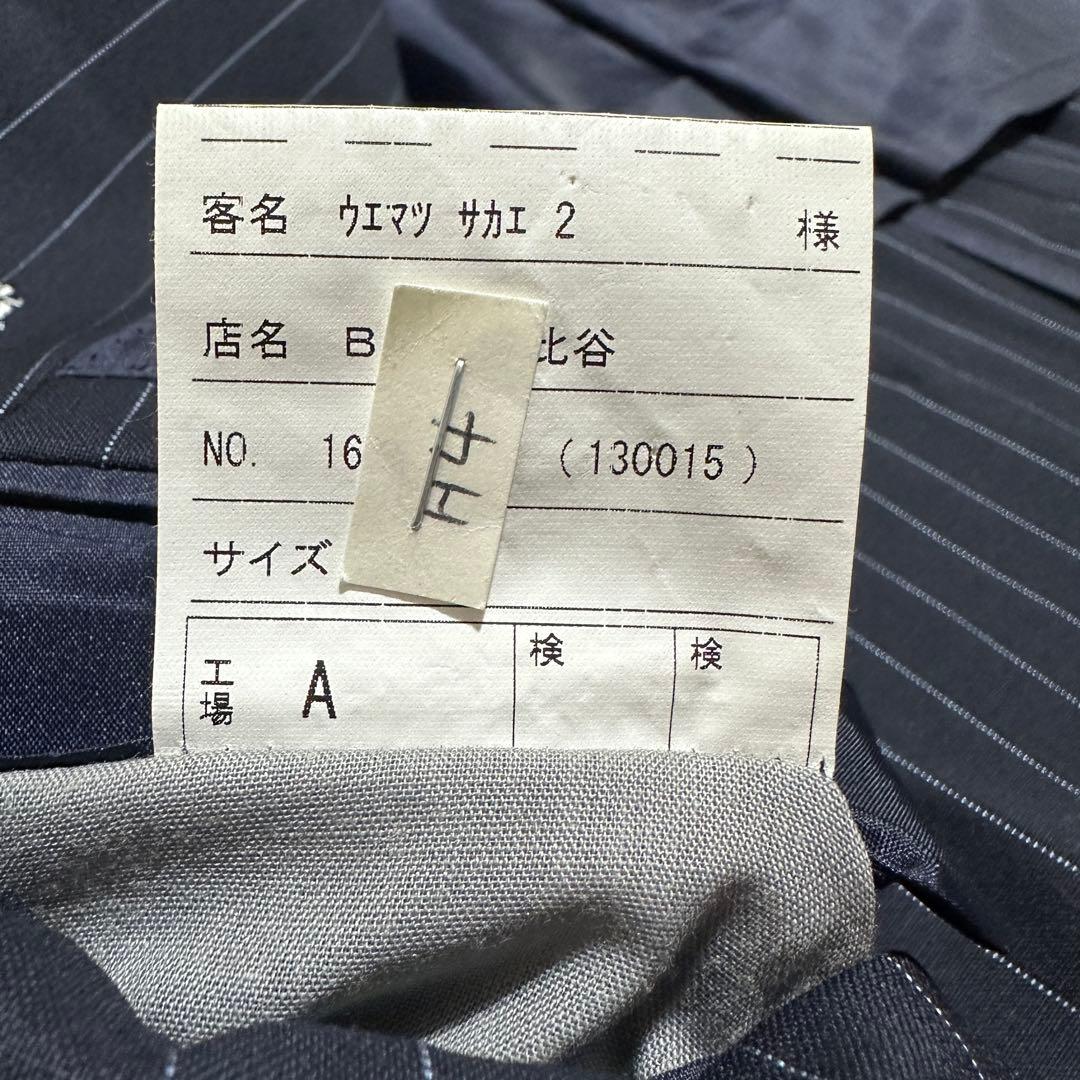 客名 ウエマツ サカエ 2 様
店名 B 比谷
NO. 16 (130015)
サイズ
H4
工場 A 検 検